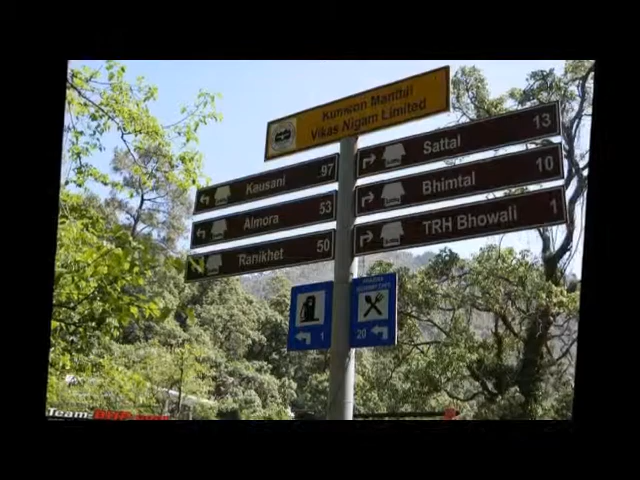 Kumaon Mandal
Vikas Nigam Limited
Kausani 97
Almora 53
Ranikhet 50
Sattal 13
Bhimtal 10
TRH Bhowali 1
1
20
Team-BHP.com